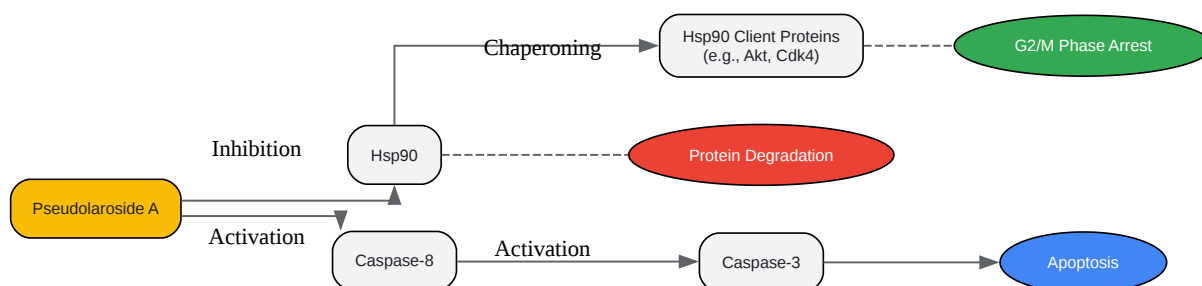 Chaperoning
Hsp90 Client Proteins
(e.g., Akt, Cdk4)
G2/M Phase Arrest
Inhibition
Hsp90
Protein Degradation
Pseudolaroside A
Activation
Caspase-8
Activation
Caspase-3
Apoptosis